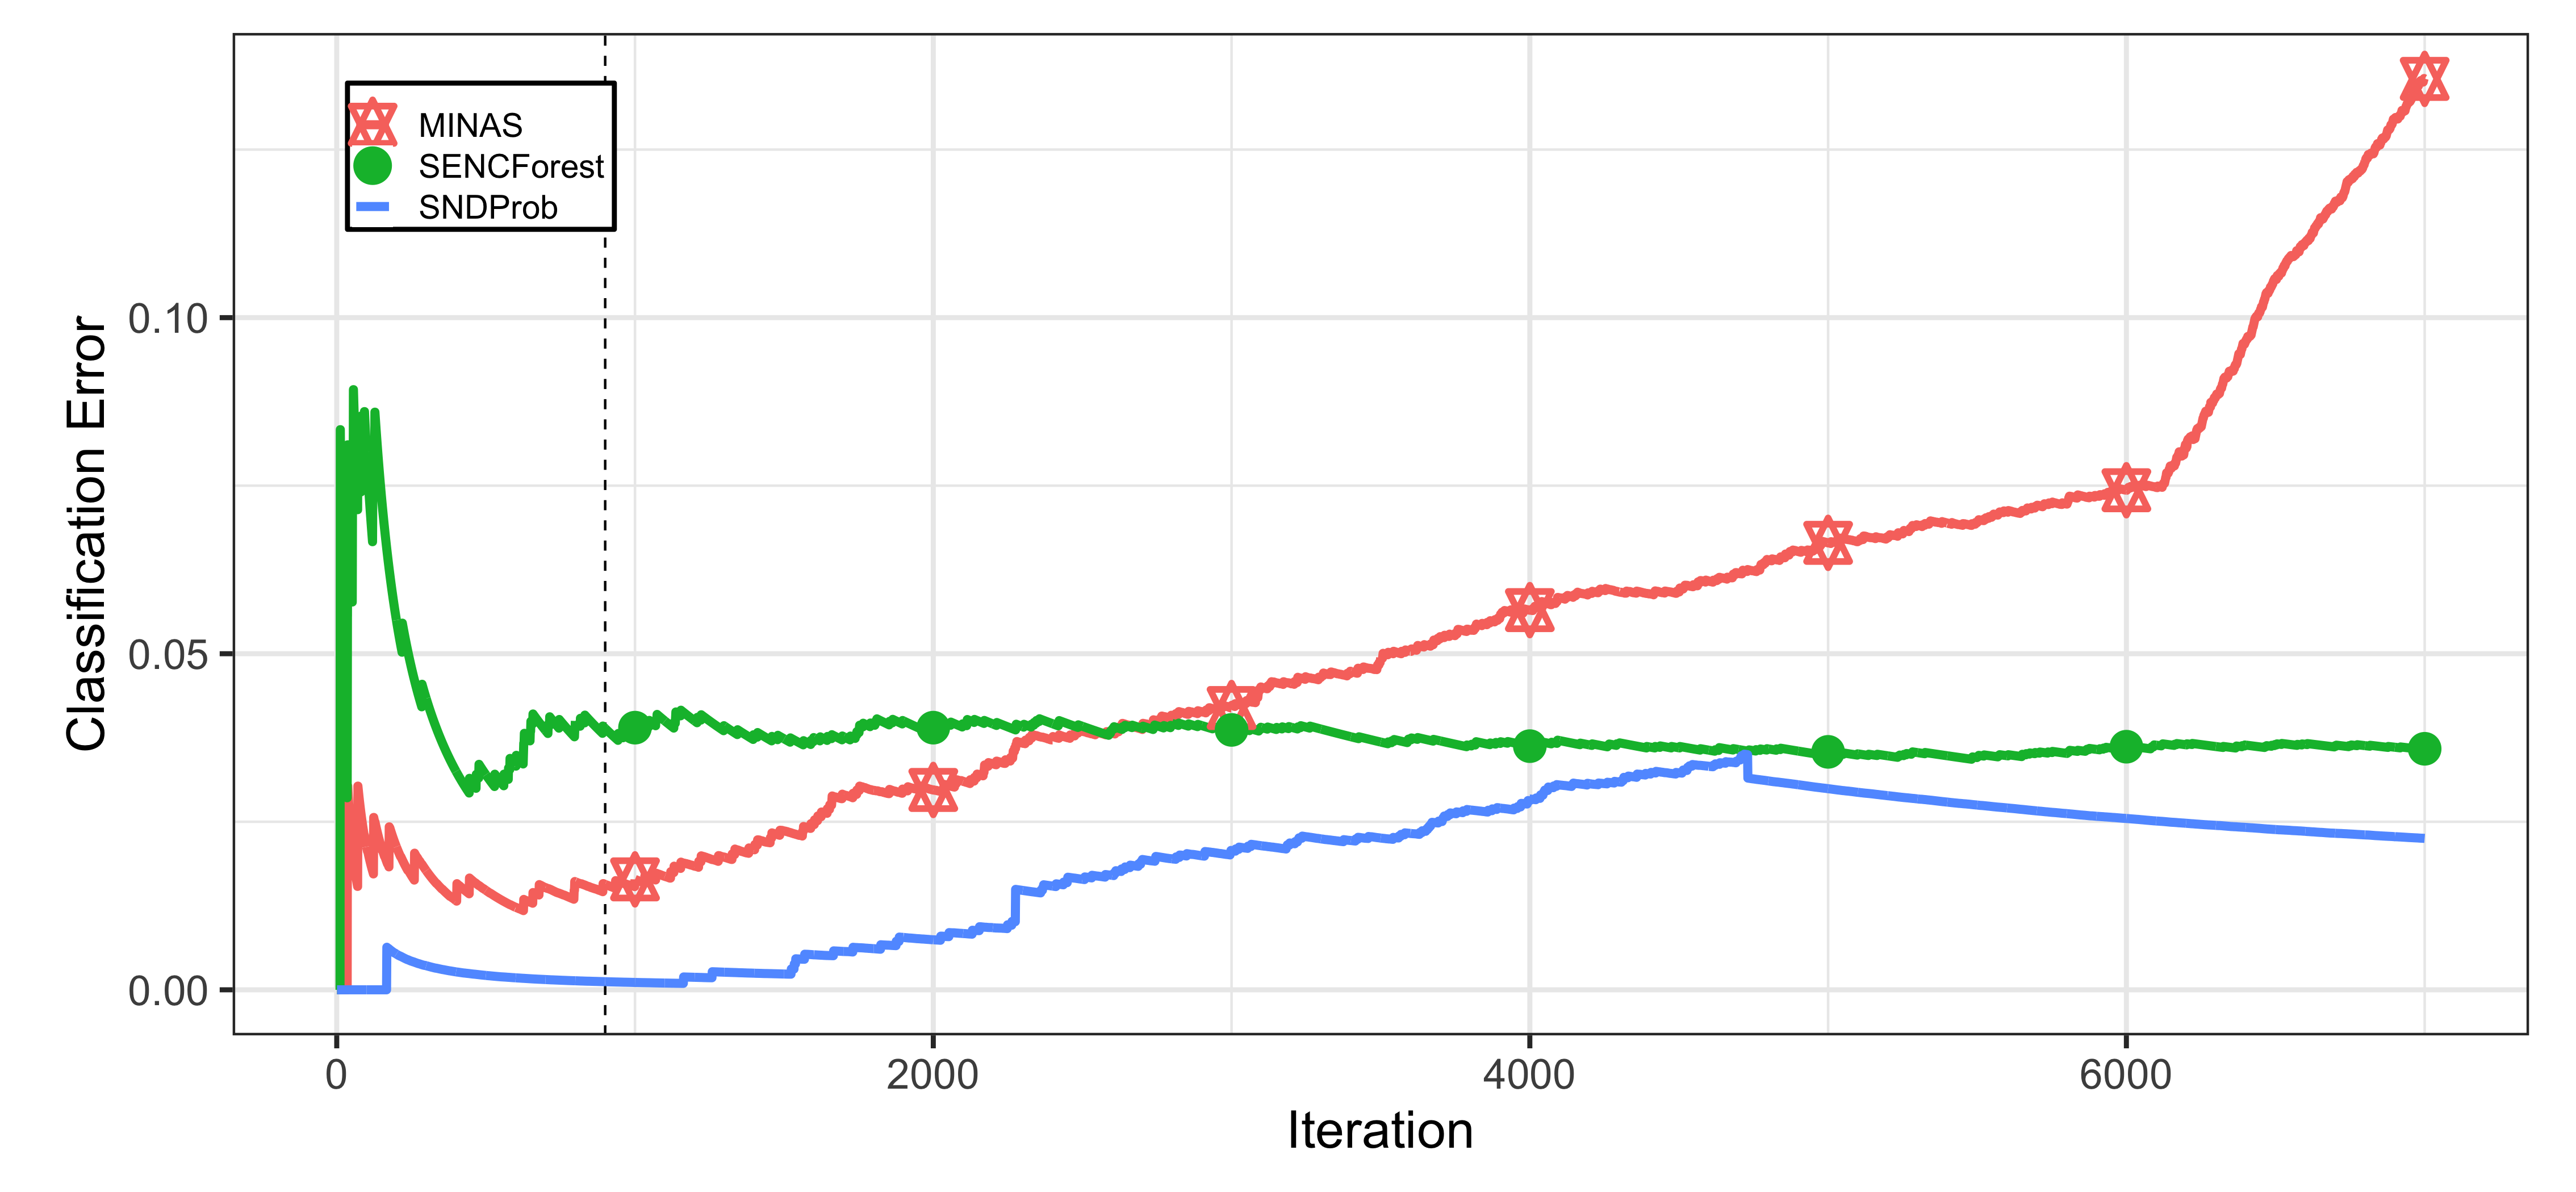 MINAS
SENCForest
SNDProb
Classification Error
0.10
0.05
0.00
0
2000
4000
6000
Iteration